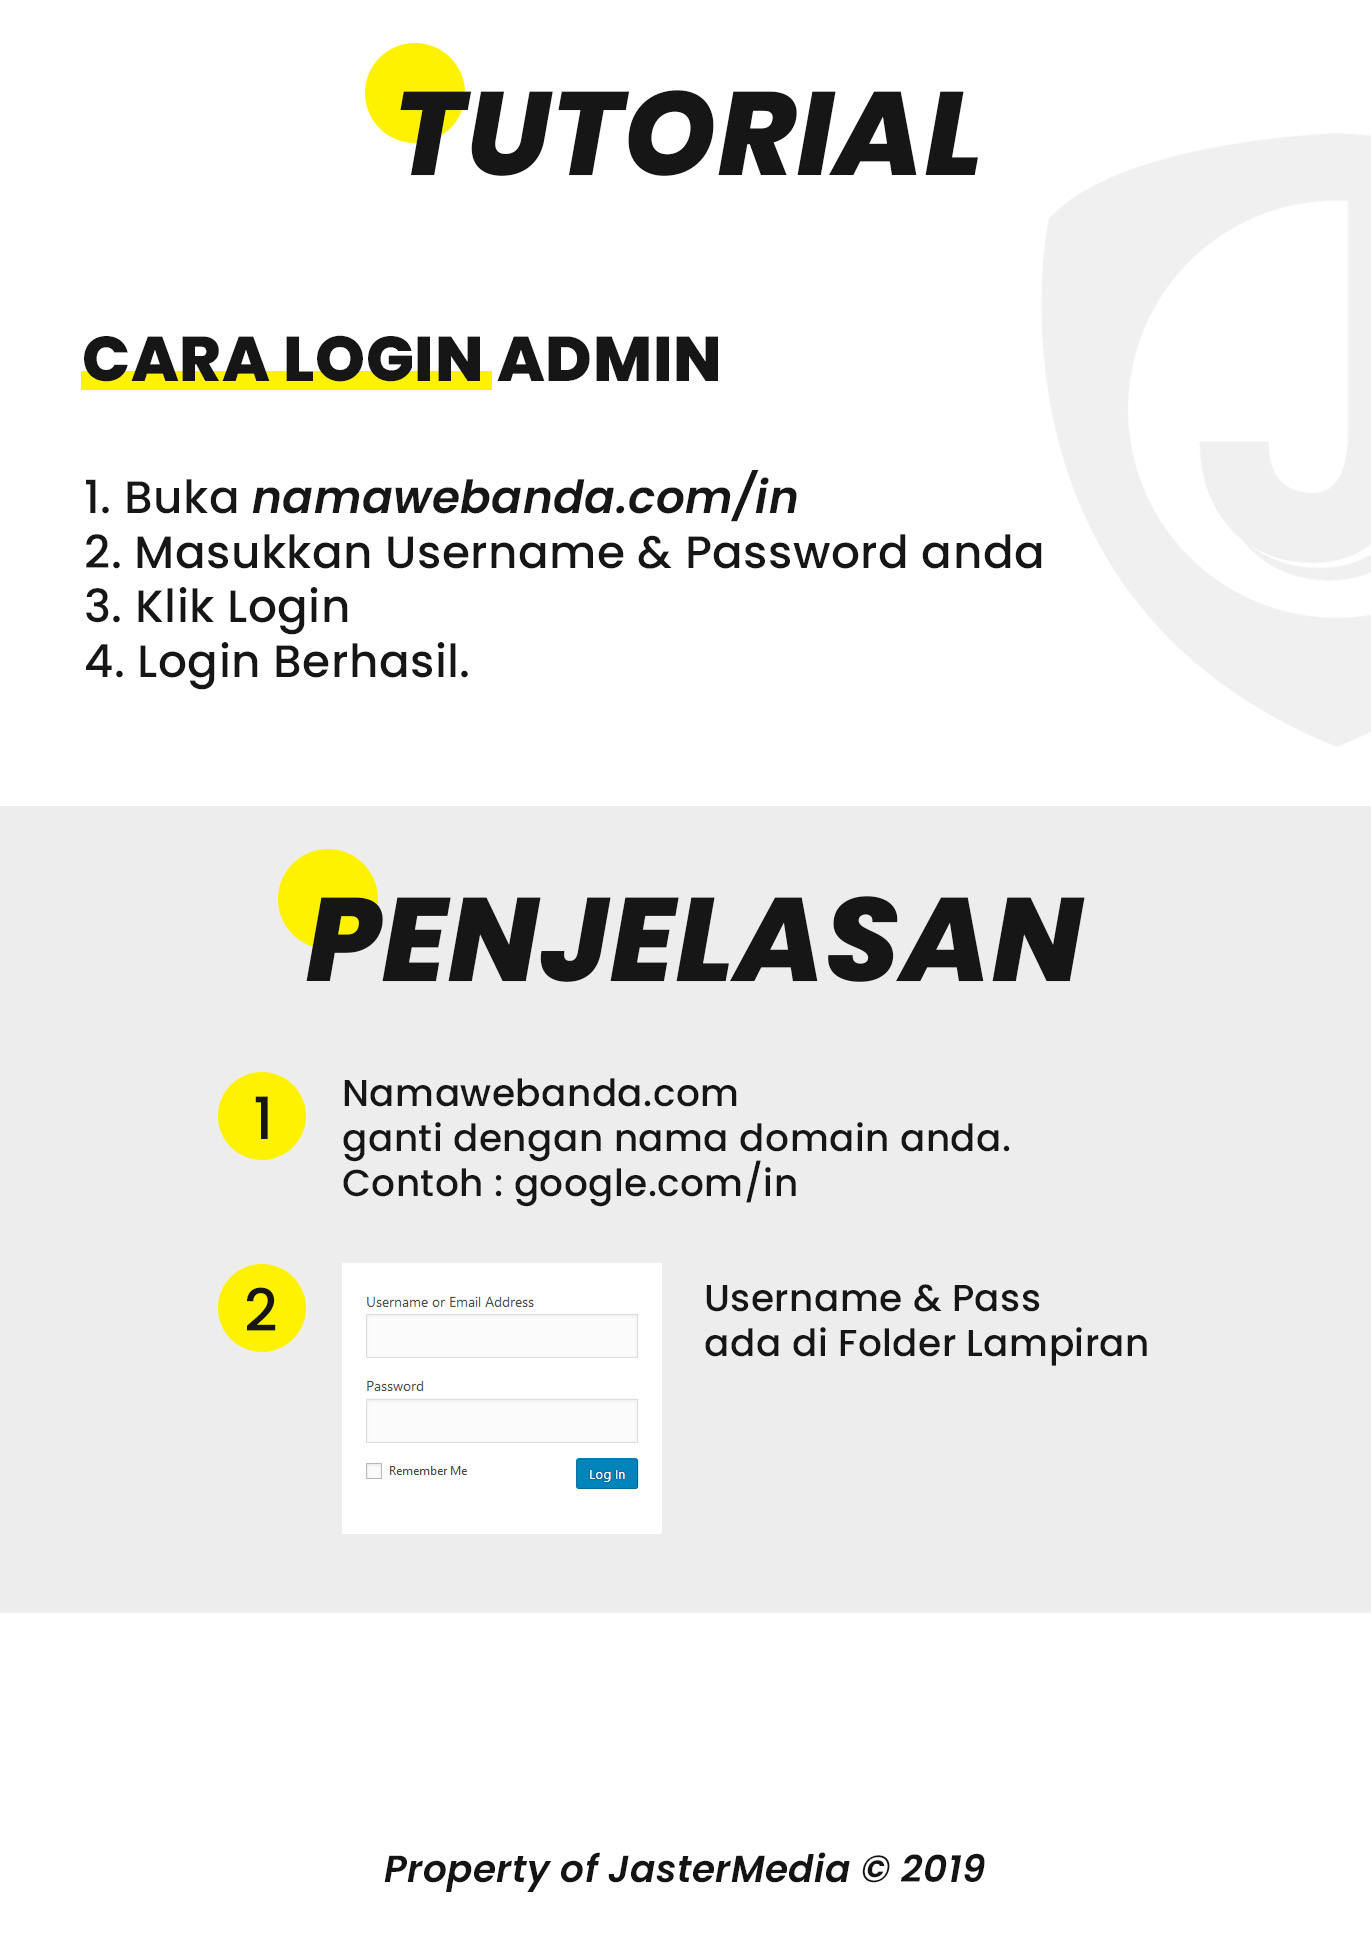 TUTORIAL
CARA LOGIN ADMIN
1. Buka namawebanda.com/in
2. Masukkan Username & Password anda
3. Klik Login
4. Login Berhasil.
PENJELASAN
1
Namawebanda.com
ganti dengan nama domain anda.
Contoh : google.com/in
2
Username or Email Address
Password
Remember Me
Log In
Username & Pass
ada di Folder Lampiran
Property of JasterMedia © 2019